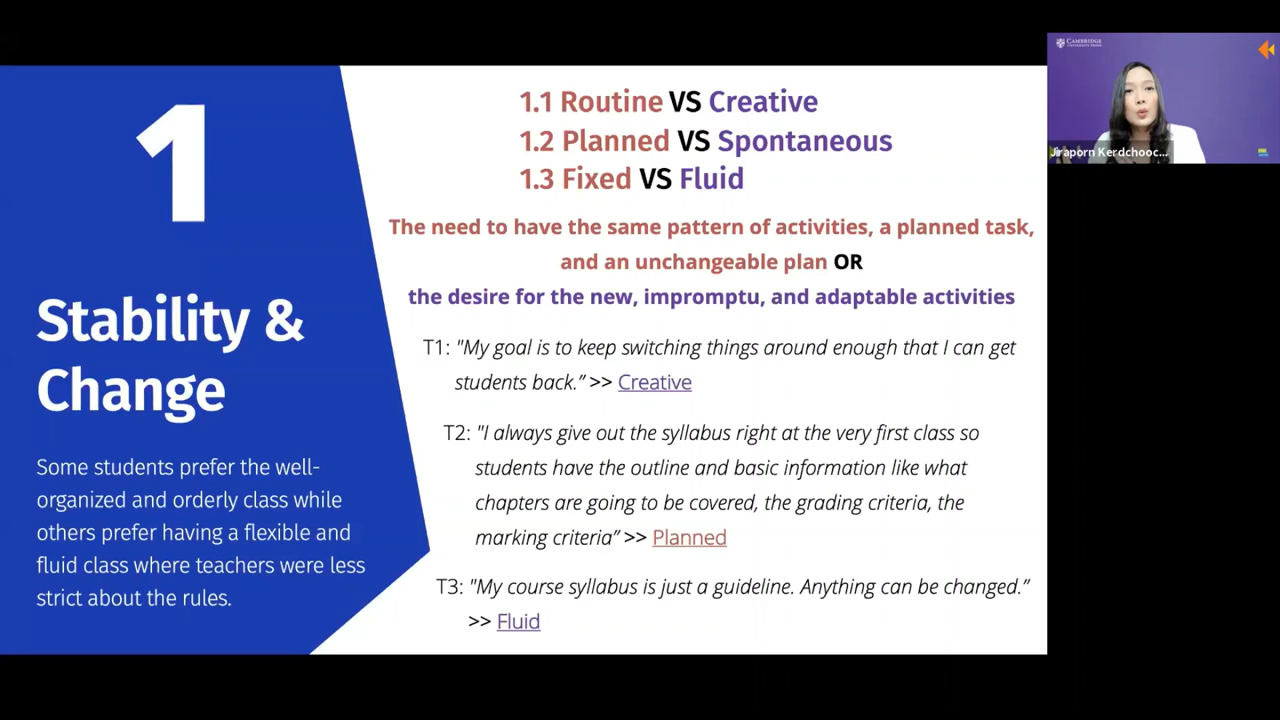 1
Stability &
Change
Some students prefer the well-
organized and orderly class while
others prefer having a flexible and
fluid class where teachers were less
strict about the rules.
1.1 Routine VS Creative
1.2 Planned VS Spontaneous
1.3 Fixed VS Fluid
The need to have the same pattern of activities, a planned task,
and an unchangeable plan OR
the desire for the new, impromptu, and adaptable activities
T1: "My goal is to keep switching things around enough that I can get
students back.” >> Creative
T2: "I always give out the syllabus right at the very first class so
students have the outline and basic information like what
chapters are going to be covered, the grading criteria, the
marking criteria” >> Planned
T3: "My course syllabus is just a guideline. Anything can be changed.”
>> Fluid
CAMBRIDGE
UNIVERSITY PRESS
Jiraporn Kerdchooc...